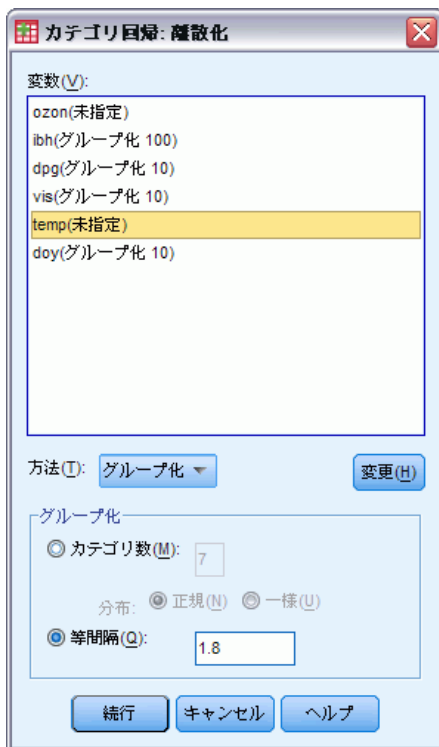 カテゴリ回帰: 離散化
変数(V):
ozon(未指定)
ibh(グループ化 100)
dpg(グループ化 10)
vis(グループ化 10)
temp(未指定)
doy(グループ化 10)
方法(T): グループ化 変更(H)
グループ化
カテゴリ数(M): 7
分布: 正規(N) 一様(U)
等間隔(Q): 1.8
続行 キャンセル ヘルプ